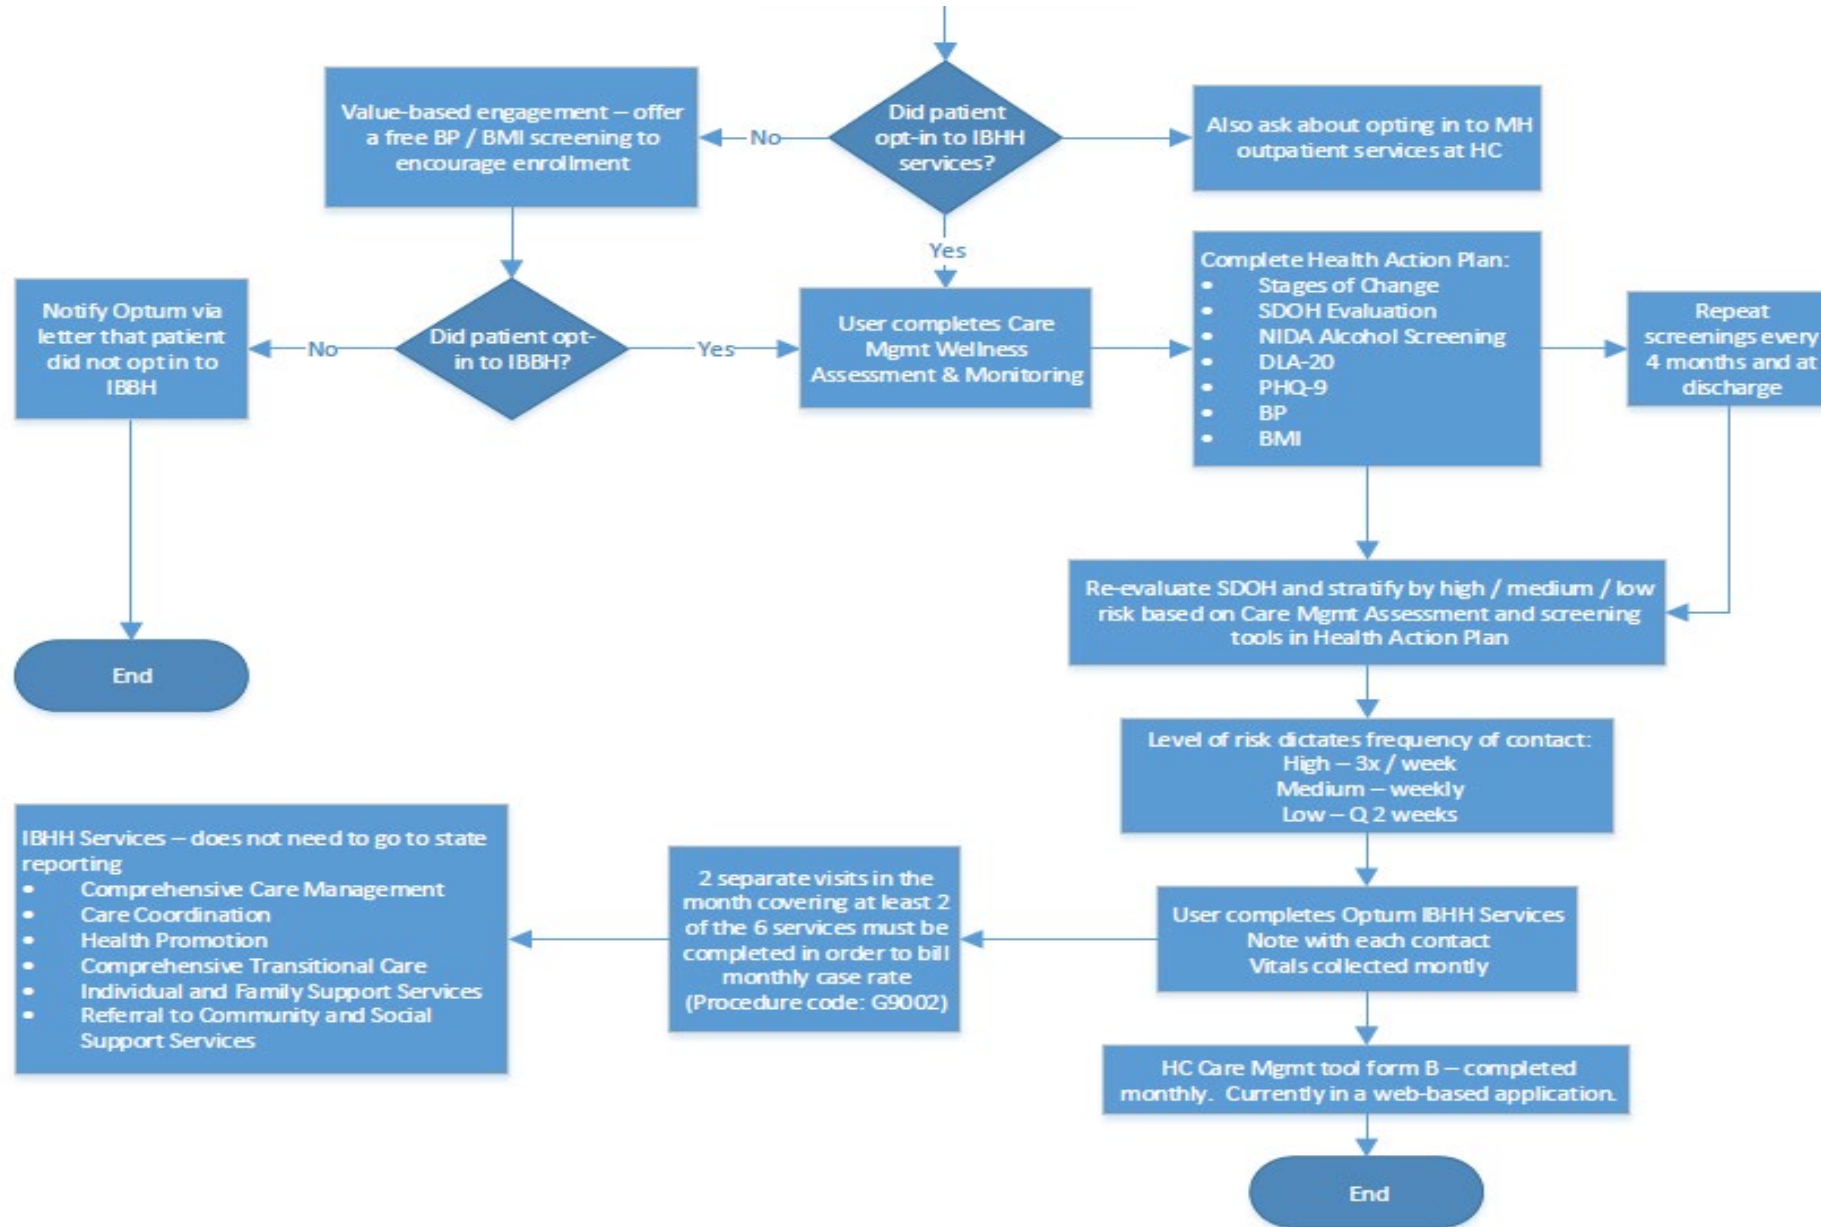 Did patient
opt-in to IBHH
services?
No
Value-based engagement – offer
a free BP / BMI screening to
encourage enrollment
Also ask about opting in to MH
outpatient services at HC
Yes
Notify Optum via
letter that patient
did not opt in to
IBBH
No
Did patient opt-
in to IBBH?
Yes
User completes Care
Mgmt Wellness
Assessment & Monitoring
Complete Health Action Plan:
• Stages of Change
• SDOH Evaluation
• NIDA Alcohol Screening
• DLA-20
• PHQ-9
• BP
• BMI
Repeat
screenings every
4 months and at
discharge
End
Re-evaluate SDOH and stratify by high / medium / low
risk based on Care Mgmt Assessment and screening
tools in Health Action Plan
Level of risk dictates frequency of contact:
High – 3x / week
Medium – weekly
Low – Q 2 weeks
User completes Optum IBHH Services
Note with each contact
Vitals collected montly
2 separate visits in the
month covering at least 2
of the 6 services must be
completed in order to bill
monthly case rate
(Procedure code: G9002)
IBHH Services – does not need to go to state
reporting
• Comprehensive Care Management
• Care Coordination
• Health Promotion
• Comprehensive Transitional Care
• Individual and Family Support Services
• Referral to Community and Social
Support Services
HC Care Mgmt tool form B – completed
monthly. Currently in a web-based application.
End